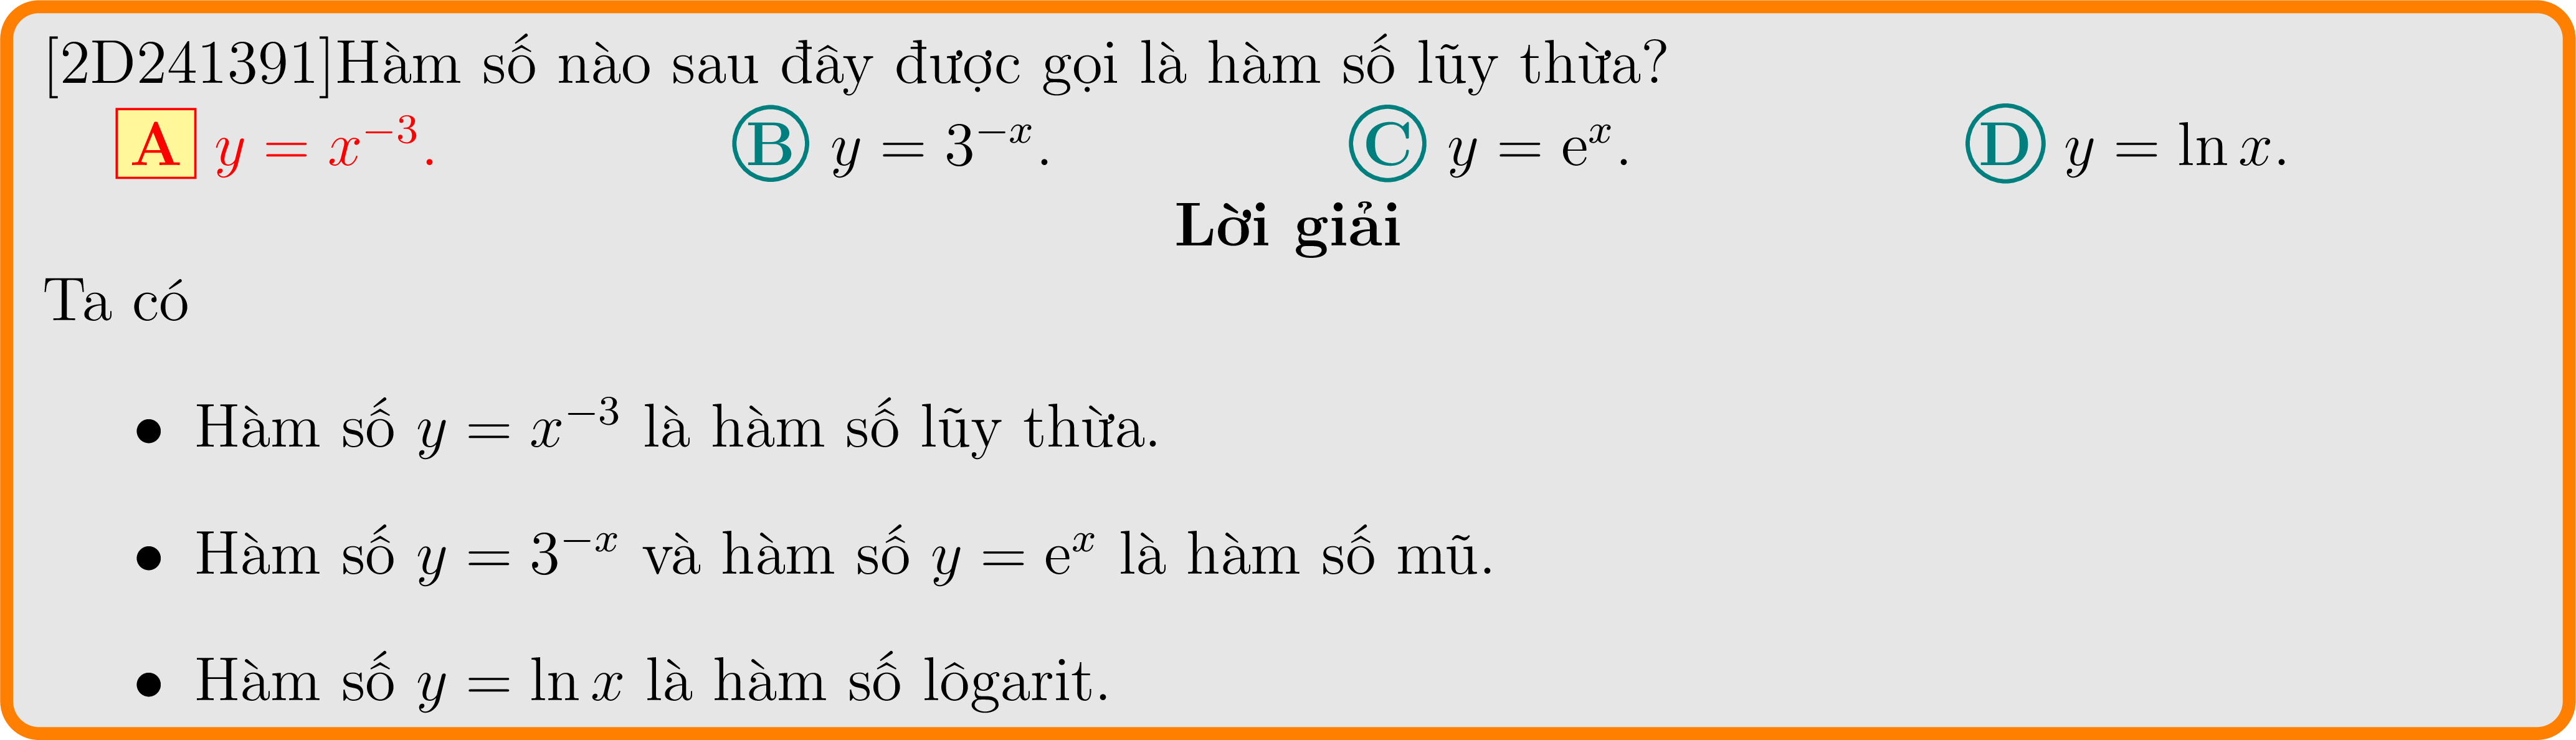 [2D241391]Hàm số nào sau đây được gọi là hàm số lũy thừa?
A y = x⁻³. B y = 3⁻ˣ. C y = eˣ. D y = ln x.
Lời giải
Ta có
• Hàm số y = x⁻³ là hàm số lũy thừa.
• Hàm số y = 3⁻ˣ và hàm số y = eˣ là hàm số mũ.
• Hàm số y = ln x là hàm số lôgarit.